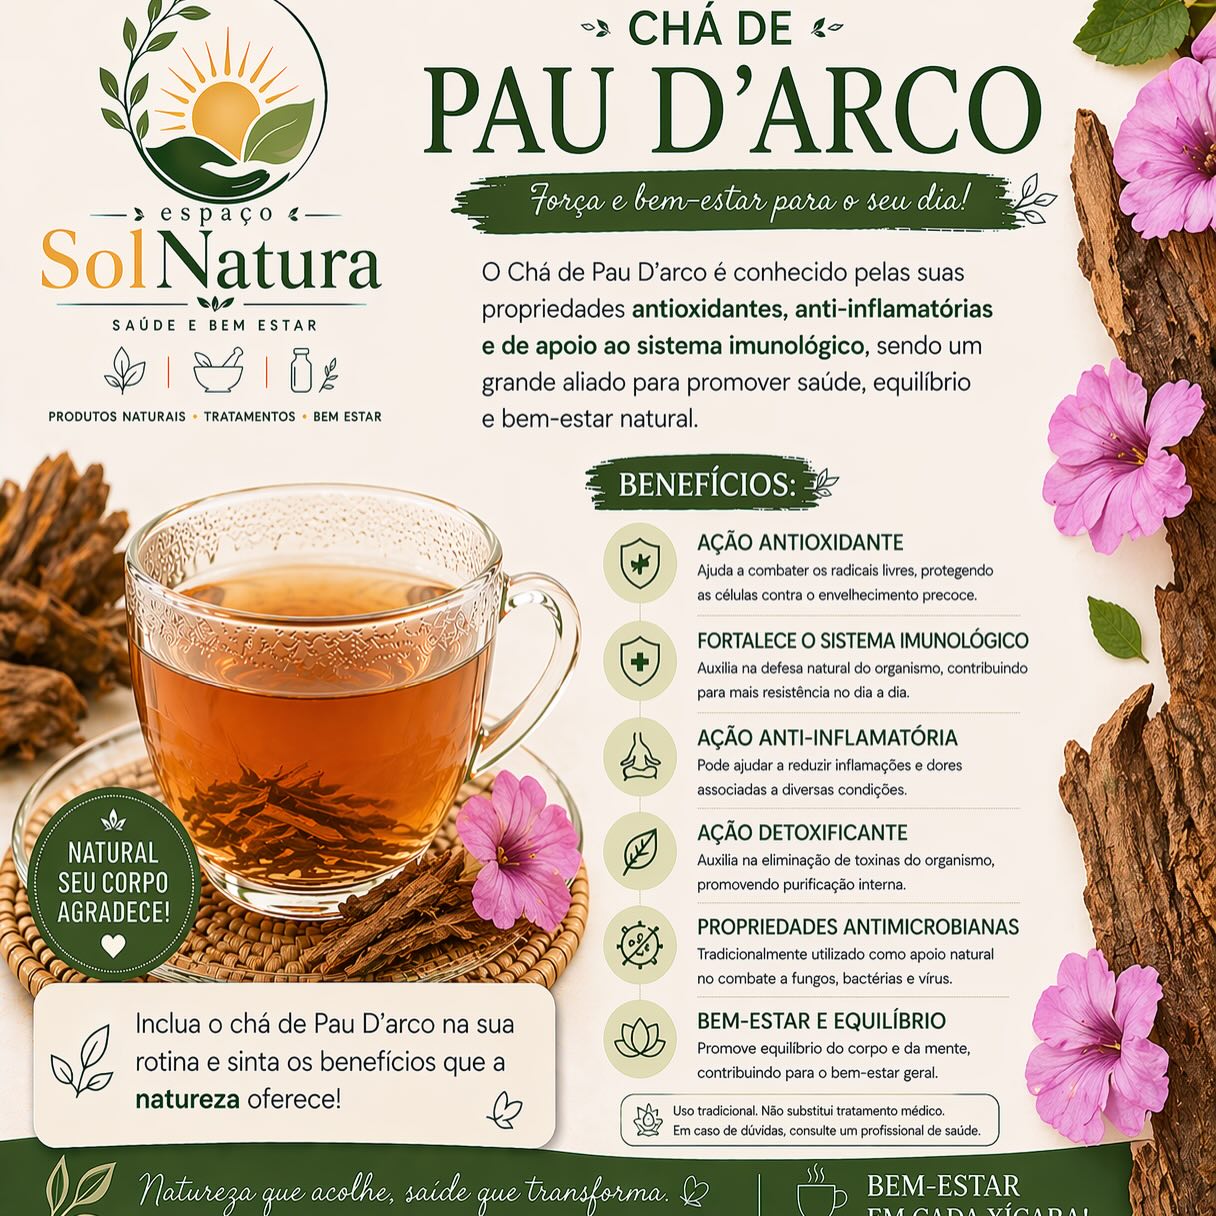 CHÁ DE
PAU D'ARCO
Força e bem-estar para o seu dia!
espaço
SolNatura
SAÚDE E BEM ESTAR
PRODUTOS NATURAIS • TRATAMENTOS • BEM ESTAR
O Chá de Pau D'arco é conhecido pelas suas
propriedades antioxidantes, anti-inflamatórias
e de apoio ao sistema imunológico, sendo um
grande aliado para promover saúde, equilíbrio
e bem-estar natural.
BENEFÍCIOS:
AÇÃO ANTIOXIDANTE
Ajuda a combater os radicais livres, protegendo
as células contra o envelhecimento precoce.
FORTALECE O SISTEMA IMUNOLÓGICO
Auxilia na defesa natural do organismo, contribuindo
para mais resistência no dia a dia.
AÇÃO ANTI-INFLAMATÓRIA
Pode ajudar a reduzir inflamações e dores
associadas a diversas condições.
AÇÃO DETOXIFICANTE
Auxilia na eliminação de toxinas do organismo,
promovendo purificação interna.
PROPRIEDADES ANTIMICROBIANAS
Tradicionalmente utilizado como apoio natural
no combate a fungos, bactérias e vírus.
BEM-ESTAR E EQUILÍBRIO
Promove equilíbrio do corpo e da mente,
contribuindo para o bem-estar geral.
Uso tradicional. Não substitui tratamento médico.
Em caso de dúvidas, consulte um profissional de saúde.
NATURAL
SEU CORPO
AGRADECE!
Inclua o chá de Pau D'arco na sua
rotina e sinta os benefícios que a
natureza oferece!
Natureza que acolhe, saúde que transforma.
BEM-ESTAR
EM CADA XÍCARA!